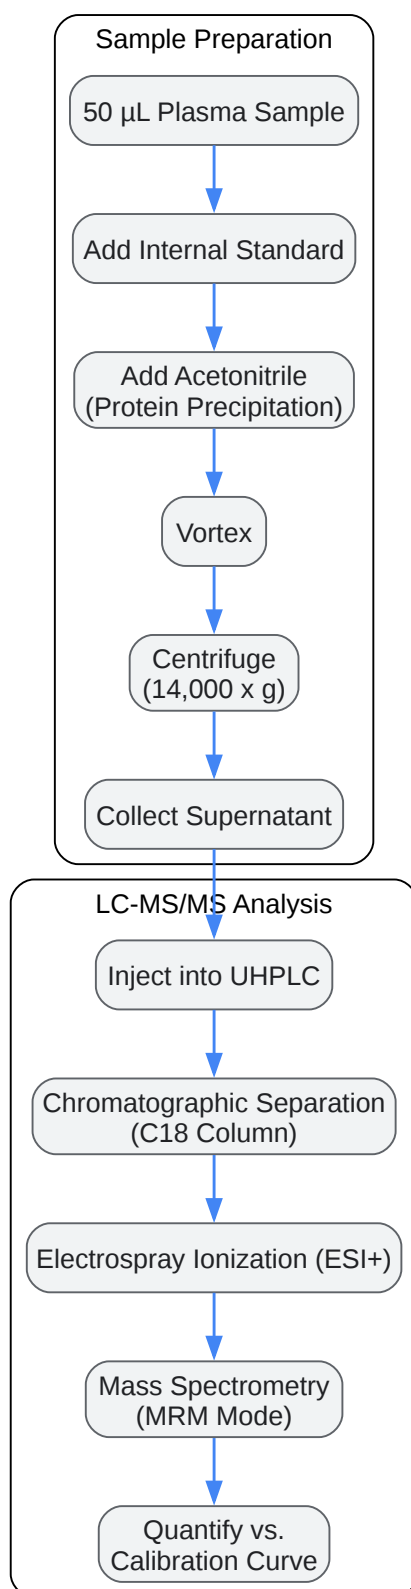 Sample Preparation
50 µL Plasma Sample
Add Internal Standard
Add Acetonitrile
(Protein Precipitation)
Vortex
Centrifuge
(14,000 x g)
Collect Supernatant
LC-MS/MS Analysis
Inject into UHPLC
Chromatographic Separation
(C18 Column)
Electrospray Ionization (ESI+)
Mass Spectrometry
(MRM Mode)
Quantify vs.
Calibration Curve